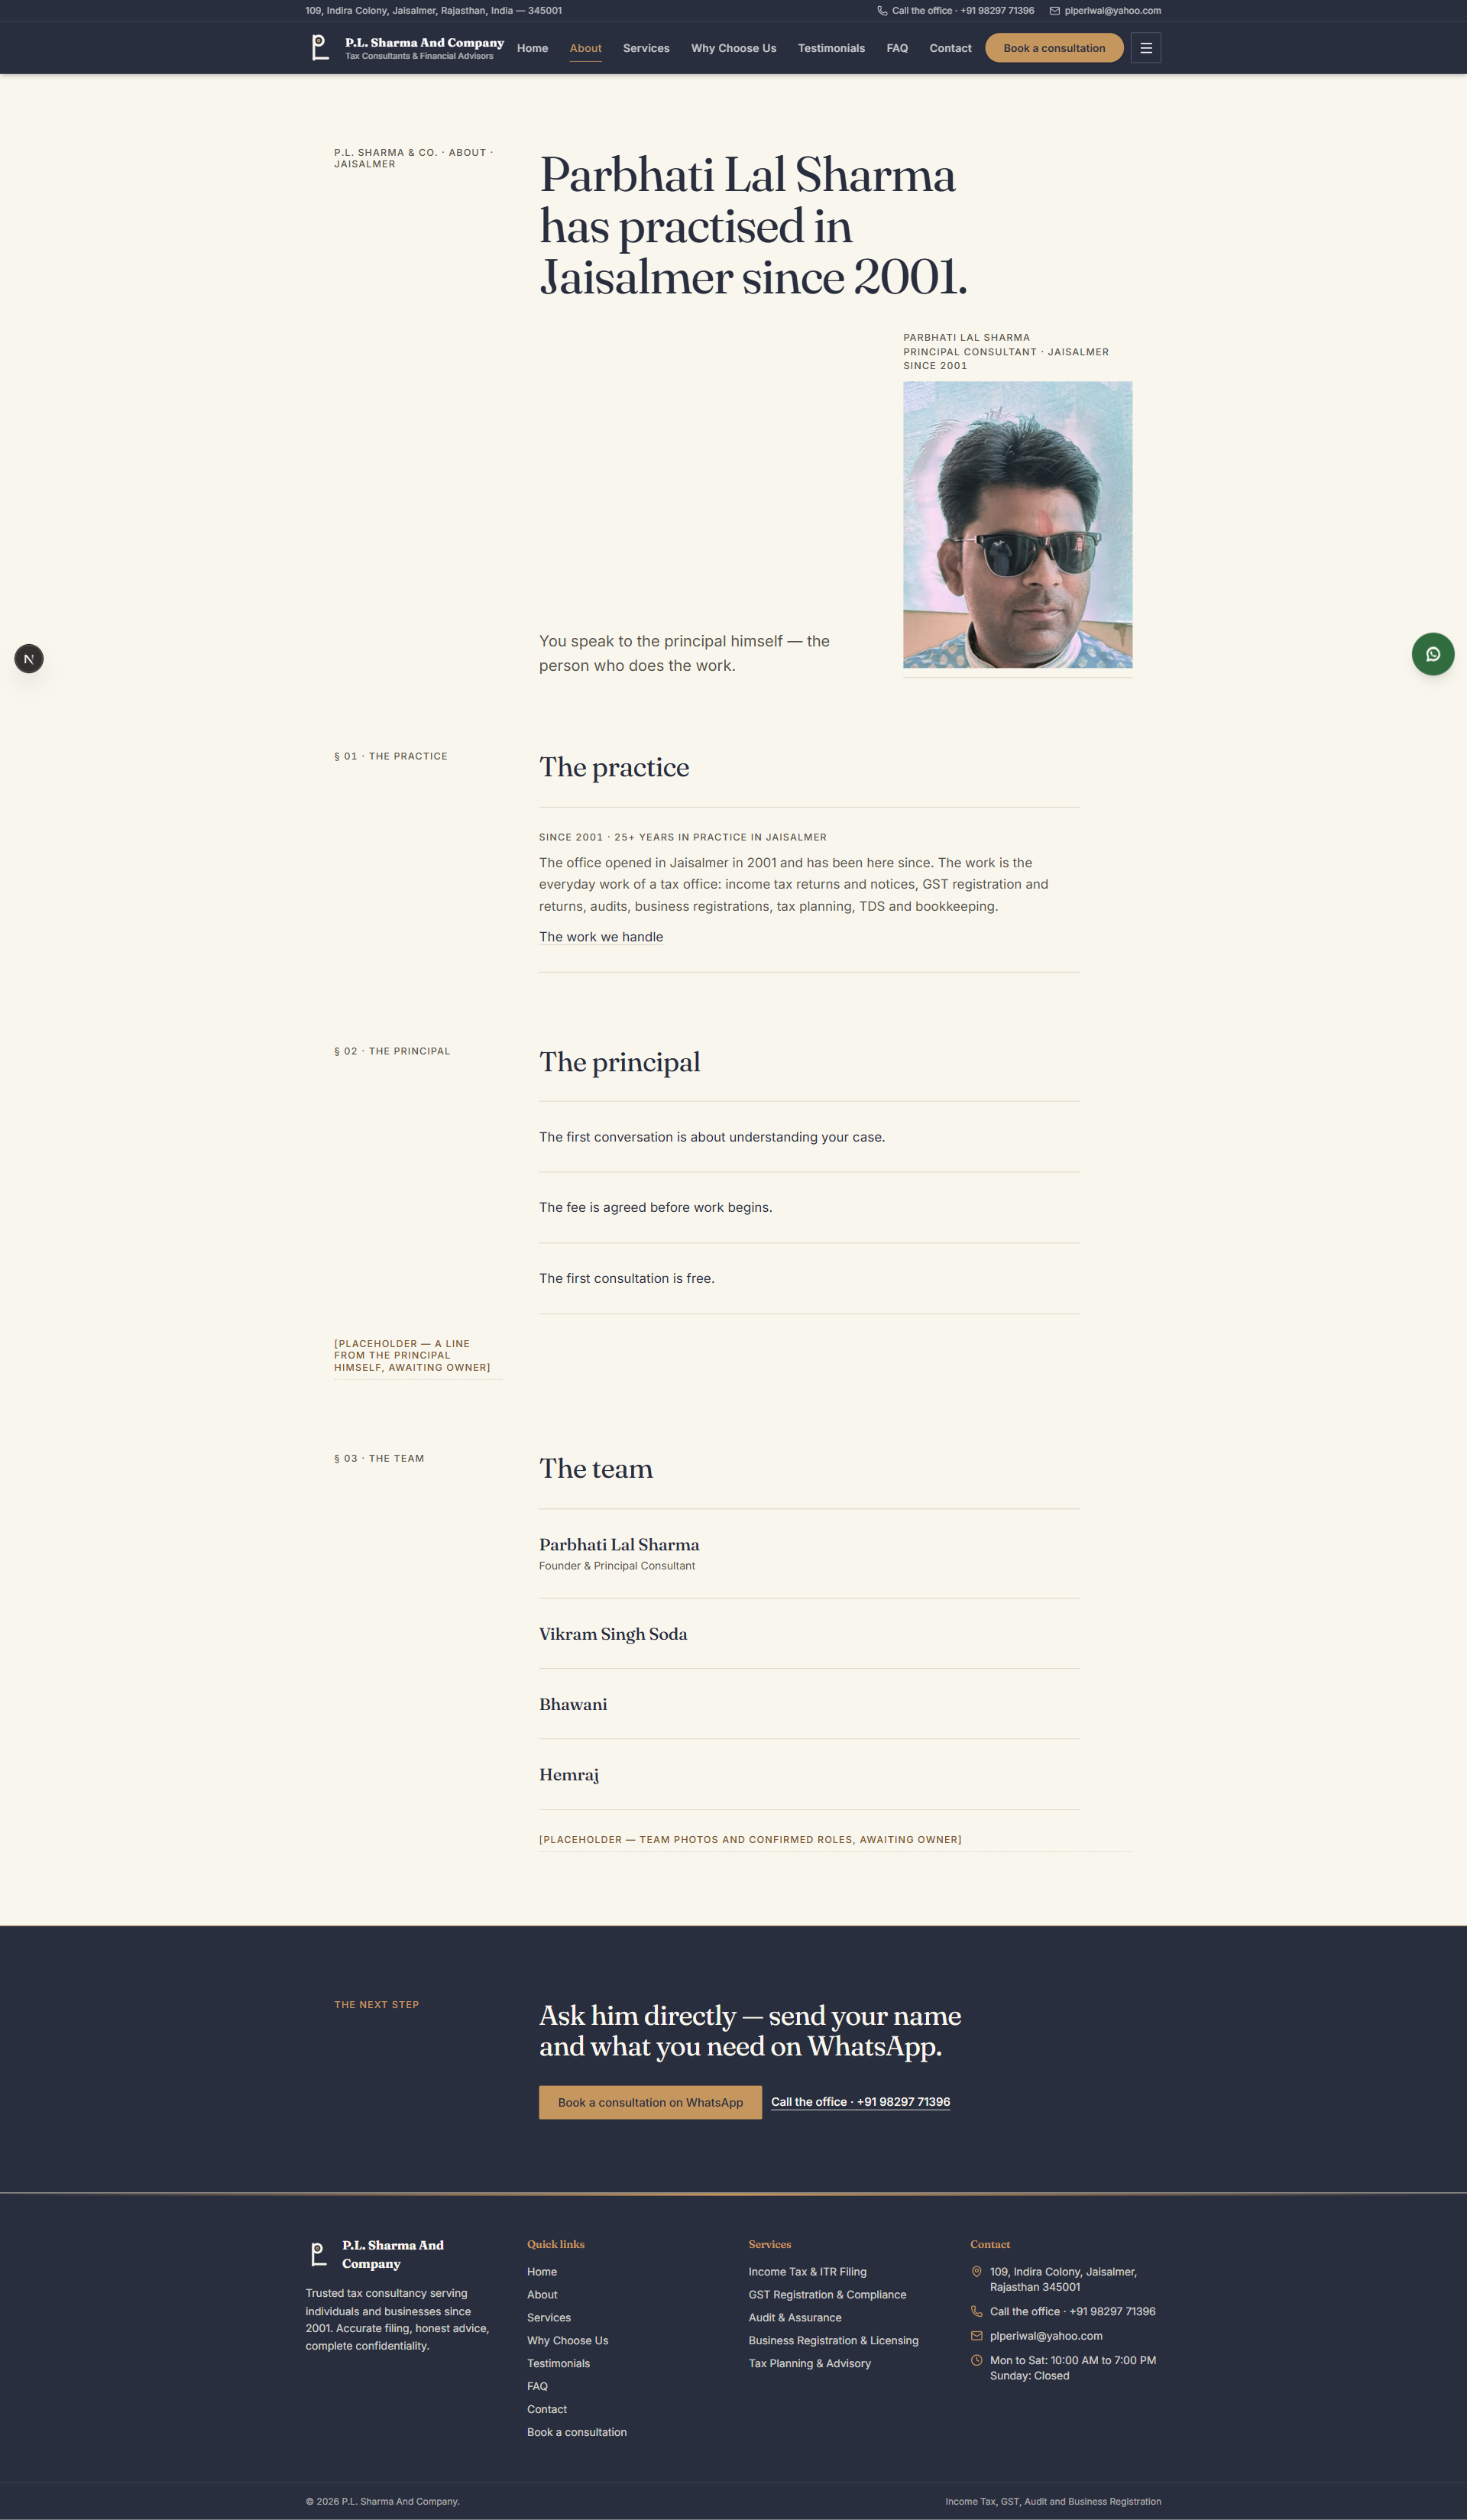 109, Indira Colony, Jaisalmer, Rajasthan, India — 345001
Call the office · +91 98297 71396
plperiwal@yahoo.com
P.L. Sharma And Company
Tax Consultants & Financial Advisors
Home
About
Services
Why Choose Us
Testimonials
FAQ
Contact
Book a consultation
P.L. SHARMA & CO. · ABOUT ·
JAISALMER
Parbhati Lal Sharma
has practised in
Jaisalmer since 2001.
PARBHATI LAL SHARMA
PRINCIPAL CONSULTANT · JAISALMER
SINCE 2001
You speak to the principal himself — the
person who does the work.
N
§ 01 · THE PRACTICE
The practice
SINCE 2001 · 25+ YEARS IN PRACTICE IN JAISALMER
The office opened in Jaisalmer in 2001 and has been here since. The work is the
everyday work of a tax office: income tax returns and notices, GST registration and
returns, audits, business registrations, tax planning, TDS and bookkeeping.
The work we handle
§ 02 · THE PRINCIPAL
The principal
The first conversation is about understanding your case.
The fee is agreed before work begins.
The first consultation is free.
[PLACEHOLDER — A LINE
FROM THE PRINCIPAL
HIMSELF, AWAITING OWNER]
§ 03 · THE TEAM
The team
Parbhati Lal Sharma
Founder & Principal Consultant
Vikram Singh Soda
Bhawani
Hemraj
[PLACEHOLDER — TEAM PHOTOS AND CONFIRMED ROLES, AWAITING OWNER]
THE NEXT STEP
Ask him directly — send your name
and what you need on WhatsApp.
Book a consultation on WhatsApp
Call the office · +91 98297 71396
P.L. Sharma And
Company
Trusted tax consultancy serving
individuals and businesses since
2001. Accurate filing, honest advice,
complete confidentiality.
Quick links
Home
About
Services
Why Choose Us
Testimonials
FAQ
Contact
Book a consultation
Services
Income Tax & ITR Filing
GST Registration & Compliance
Audit & Assurance
Business Registration & Licensing
Tax Planning & Advisory
Contact
109, Indira Colony, Jaisalmer,
Rajasthan 345001
Call the office · +91 98297 71396
plperiwal@yahoo.com
Mon to Sat: 10:00 AM to 7:00 PM
Sunday: Closed
© 2026 P.L. Sharma And Company.
Income Tax, GST, Audit and Business Registration